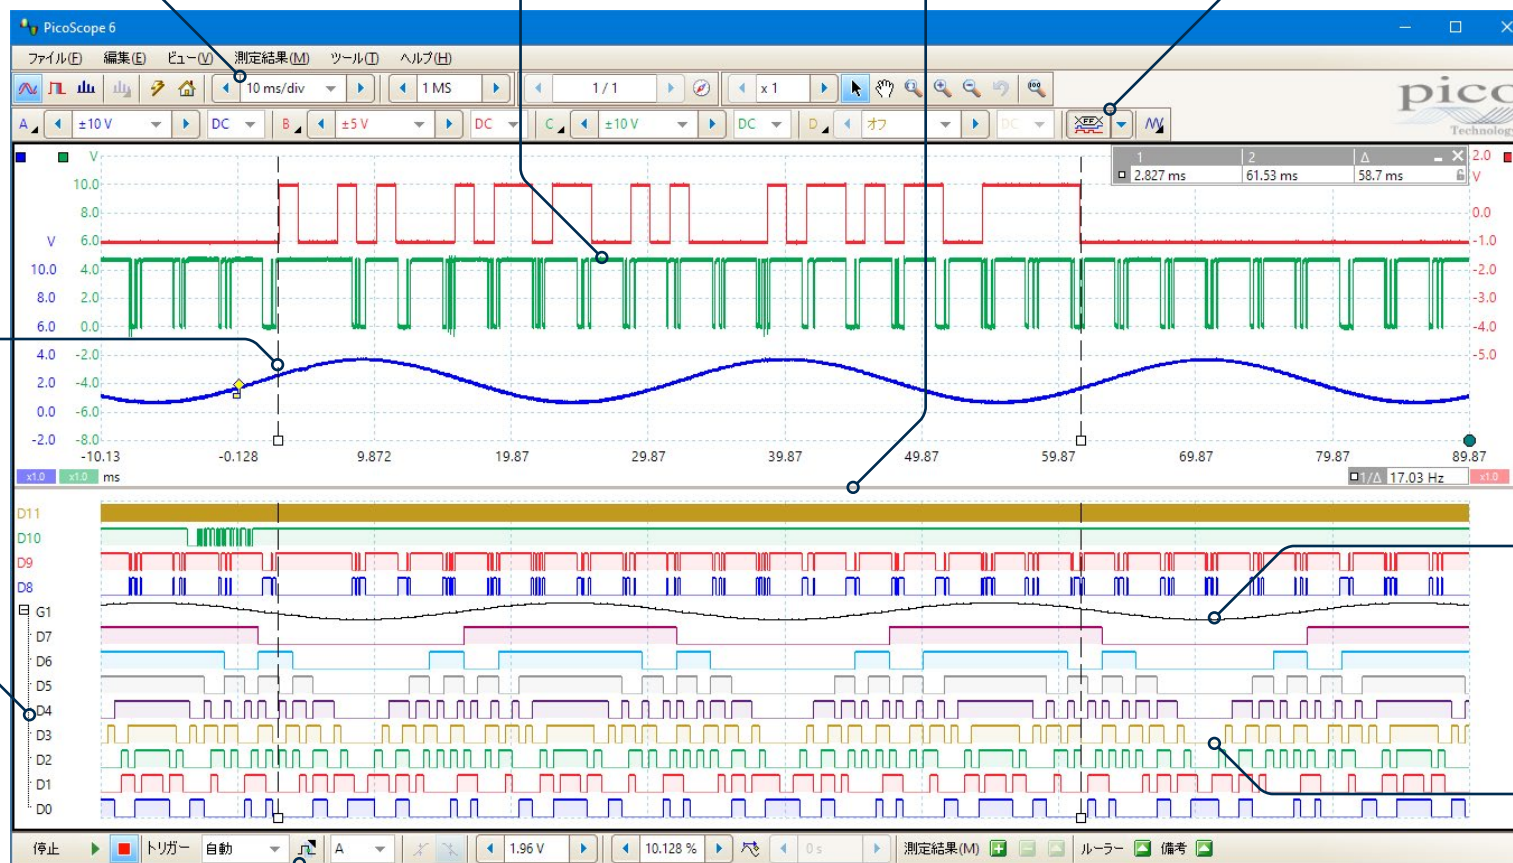 PicoScope 6
ファイル(F) 編集(E) ビュー(V) 測定結果(M) ツール(T) ヘルプ(H)
10 ms/div 1 MS 1 / 1 x 1
A ±10 V DC B ±5 V DC C ±10 V DC D オフ DC
pico
Technology
1 2 Δ
2.827 ms 61.53 ms 58.7 ms
V
10.0
8.0
6.0
4.0
2.0
0.0
-2.0
-4.0
-6.0
-8.0
V
10.0
8.0
6.0
4.0
2.0
0.0
-2.0
2.0
V
0.0
-1.0
-2.0
-3.0
-4.0
-5.0
-10.13 -0.128 9.872 19.87 29.87 39.87 49.87 59.87 69.87 79.87 89.87
x1.0 x1.0 ms 1/Δ 17.03 Hz x1.0
D11
D10
D9
D8
G1
D7
D6
D5
D4
D3
D2
D1
D0
停止 トリガー 自動 A 1.96 V 10.128 % 0 s 測定結果(M) ルーラー 備考